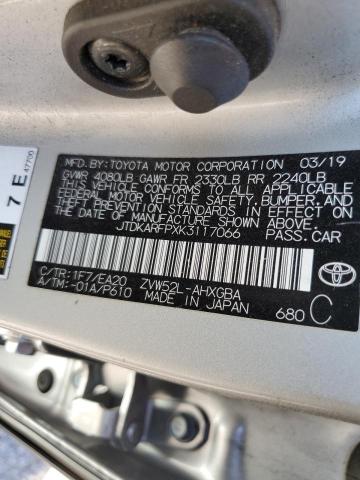 7 E
47700
MFD. BY:TOYOTA MOTOR CORPORATION 03/19
GVWR 4080LB GAWR FR 2330LB RR 2240LB
THIS VEHICLE CONFORMS TO ALL APPLICABLE
FEDERAL MOTOR VEHICLE SAFETY, BUMPER, AND
THEFT PREVENTION STANDARDS IN EFFECT ON
THE DATE OF MANUFACTURE SHOWN ABOVE.
JTDKARFPXK3117066 PASS.CAR
C/TR:1F7/EA20 ZVW52L-AHXGBA
A/TM:-01A/P610 MADE IN JAPAN
680 C
TOYOTA